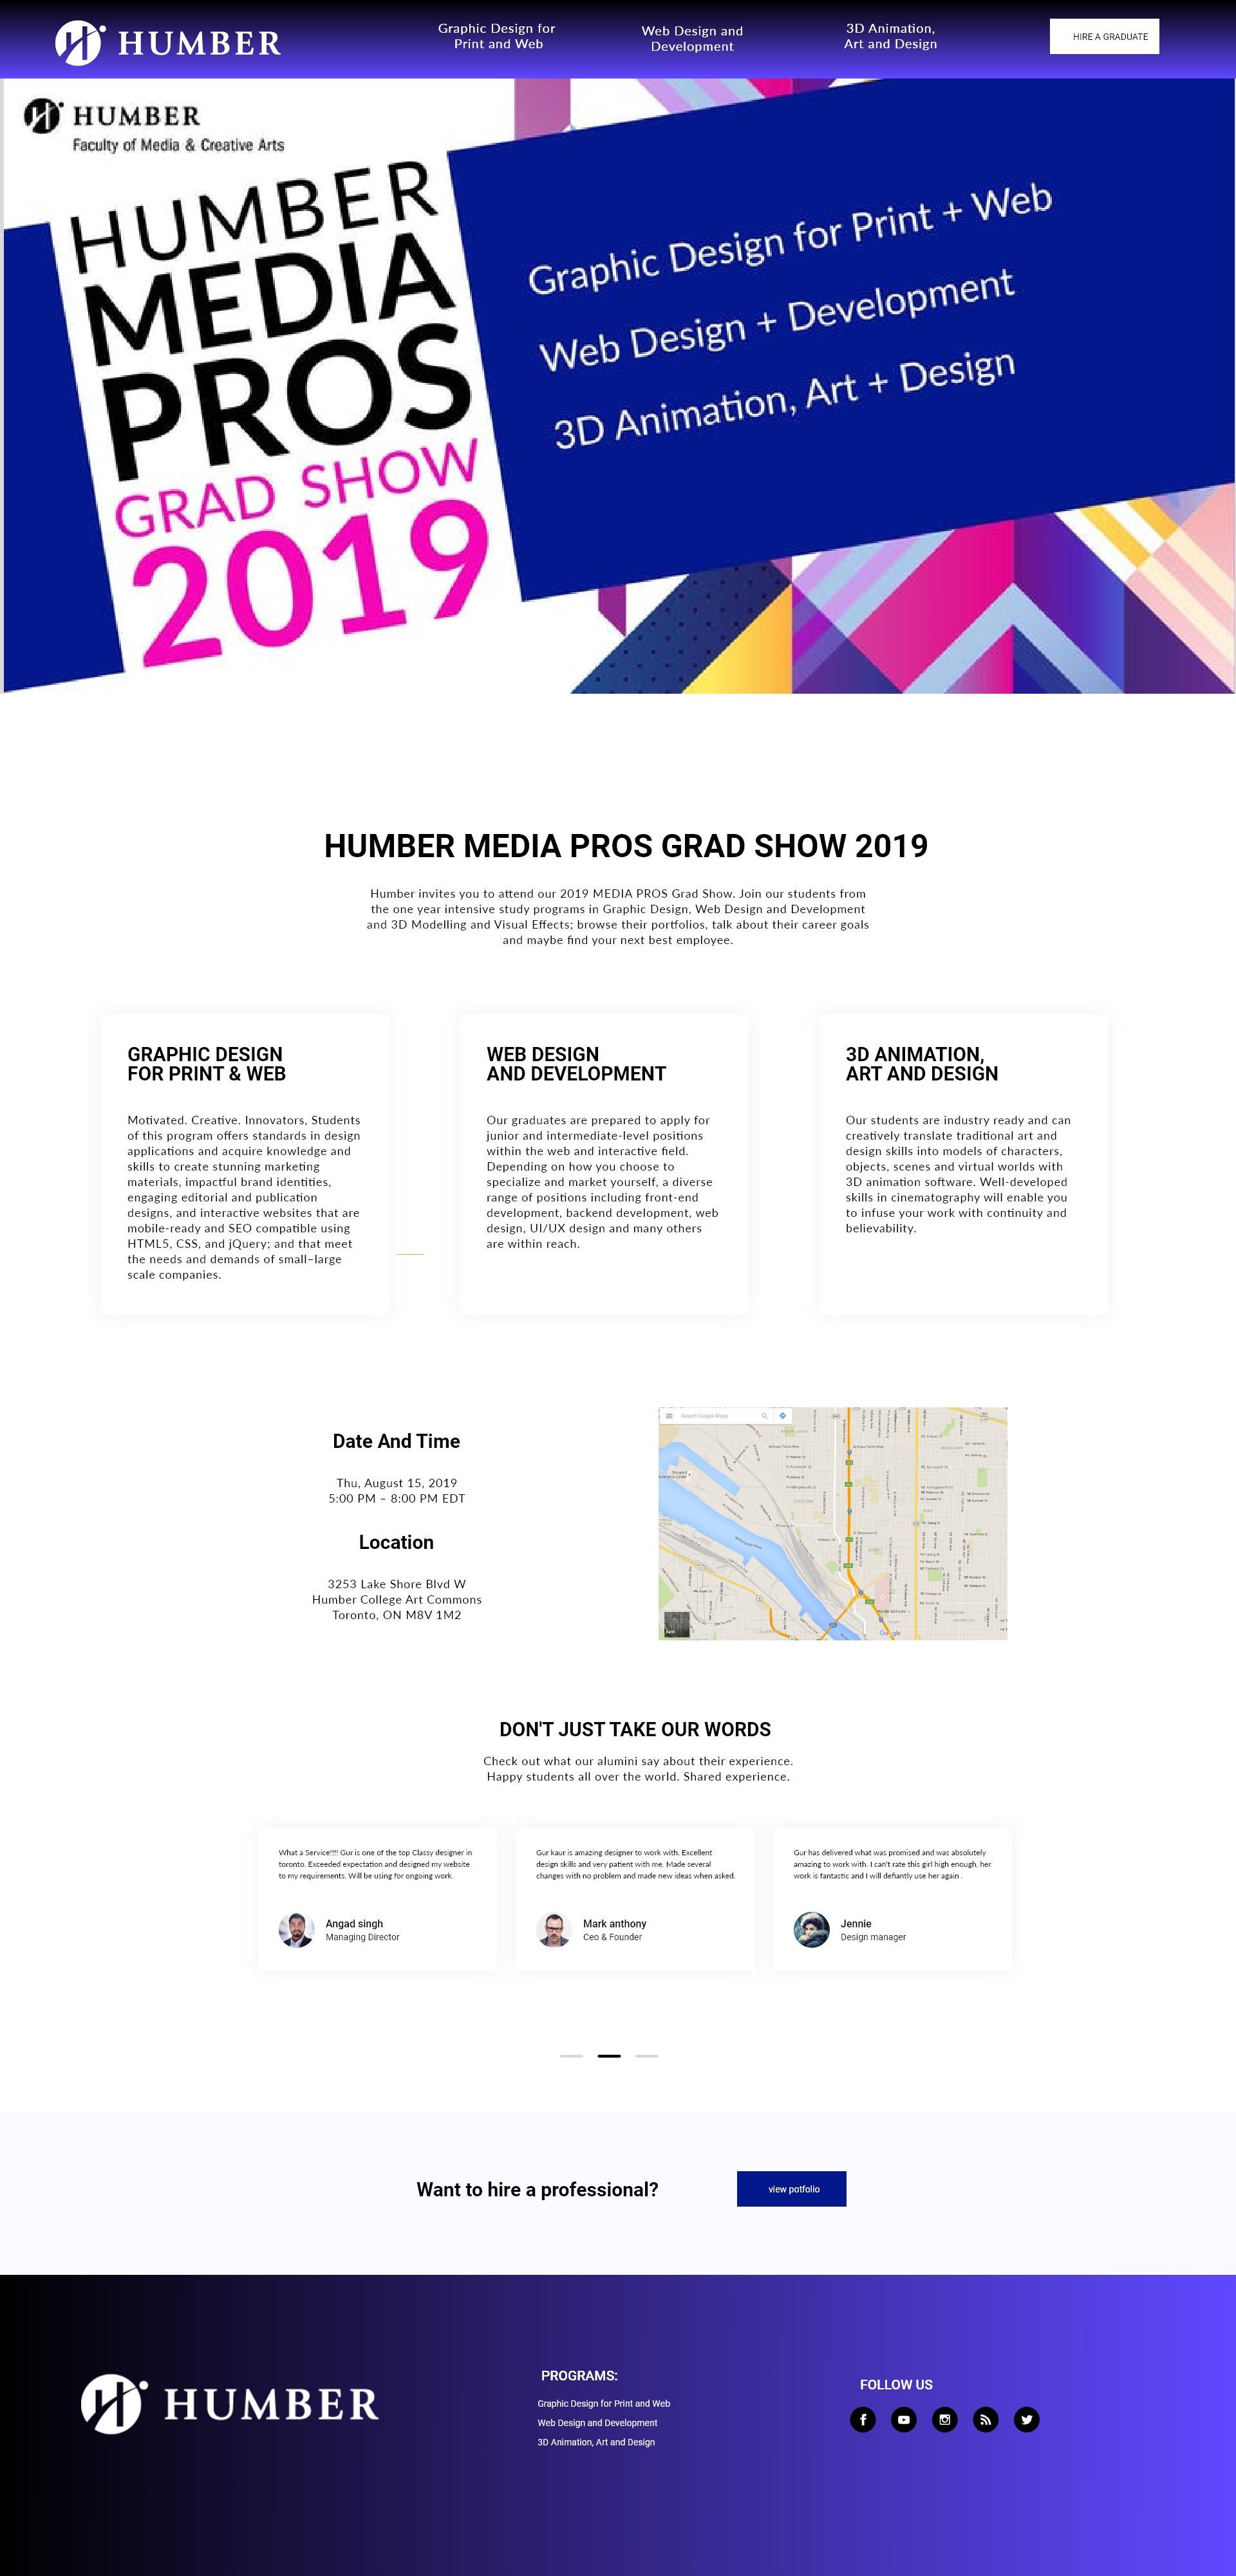 HUMBER
Graphic Design for
Print and Web
Web Design and
Development
3D Animation,
Art and Design
HIRE A GRADUATE
HUMBER
Faculty of Media & Creative Arts
HUMBER
MEDIA
PROS
GRAD SHOW
2019
Graphic Design for Print + Web
Web Design + Development
3D Animation, Art + Design
HUMBER MEDIA PROS GRAD SHOW 2019
Humber invites you to attend our 2019 MEDIA PROS Grad Show. Join our students from
the one year intensive study programs in Graphic Design, Web Design and Development
and 3D Modelling and Visual Effects; browse their portfolios, talk about their career goals
and maybe find your next best employee.
GRAPHIC DESIGN
FOR PRINT & WEB
Motivated. Creative. Innovators, Students
of this program offers standards in design
applications and acquire knowledge and
skills to create stunning marketing
materials, impactful brand identities,
engaging editorial and publication
designs, and interactive websites that are
mobile-ready and SEO compatible using
HTML5, CSS, and jQuery; and that meet
the needs and demands of small–large
scale companies.
WEB DESIGN
AND DEVELOPMENT
Our graduates are prepared to apply for
junior and intermediate-level positions
within the web and interactive field.
Depending on how you choose to
specialize and market yourself, a diverse
range of positions including front-end
development, backend development, web
design, UI/UX design and many others
are within reach.
3D ANIMATION,
ART AND DESIGN
Our students are industry ready and can
creatively translate traditional art and
design skills into models of characters,
objects, scenes and virtual worlds with
3D animation software. Well-developed
skills in cinematography will enable you
to infuse your work with continuity and
believability.
Date And Time
Thu, August 15, 2019
5:00 PM – 8:00 PM EDT
Location
3253 Lake Shore Blvd W
Humber College Art Commons
Toronto, ON M8V 1M2
Search Google Maps
Google
DON'T JUST TAKE OUR WORDS
Check out what our alumini say about their experience.
Happy students all over the world. Shared experience.
What a Service!!!! Gur is one of the top Classy designer in
toronto. Exceeded expectation and designed my website
to my requirements. Will be using for ongoing work.
Angad singh
Managing Director
Gur kaur is amazing designer to work with. Excellent
design skills and very patient with me. Made several
changes with no problem and made new ideas when asked.
Mark anthony
Ceo & Founder
Gur has delivered what was promised and was absolutely
amazing to work with. I can't rate this girl high enough, her
work is fantastic and I will defiantly use her again .
Jennie
Design manager
Want to hire a professional?
view potfolio
HUMBER
PROGRAMS:
Graphic Design for Print and Web
Web Design and Development
3D Animation, Art and Design
FOLLOW US